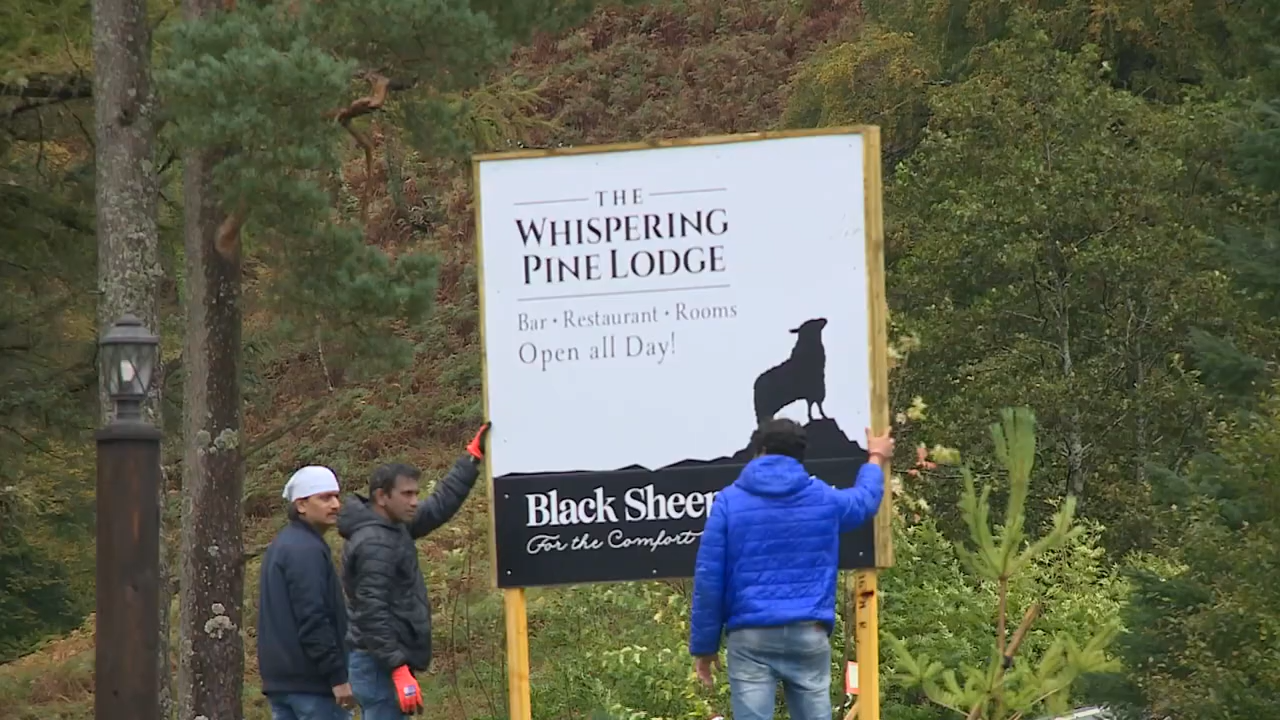 THE
WHISPERING
PINE LODGE
Bar • Restaurant • Rooms
Open all Day!
Black Sheep
For the Comfort